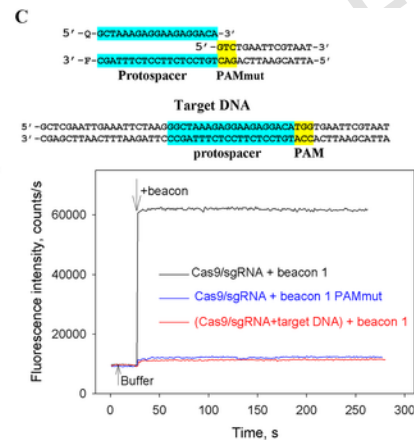 C
5'-Q-GCTAAAGAGGAAGAGGACA-3'
5'-GTCTGAATTCGTAAT-3'
3'-F-CGATTTCTCCTTCTCCTGTCAGACTTAAGCATTA-5'
Protospacer PAMmut
Target DNA
5'-GCTCGAATTGAAATTCTAAGGGCTAAAGAGGAAGAGGACATGGTGAATTCGTAAT
3'-CGAGCTTAACTTTAAGATTCCCGATTTCTCCTTCTCCTGTACCACTTAAGCATTA
protospacer PAM
+beacon
60000
Cas9/sgRNA + beacon 1
Cas9/sgRNA + beacon 1 PAMmut
(Cas9/sgRNA+target DNA) + beacon 1
40000
20000
Buffer
0
Fluorescence intensity, counts/s
0 50 100 150 200 250 300
Time, s